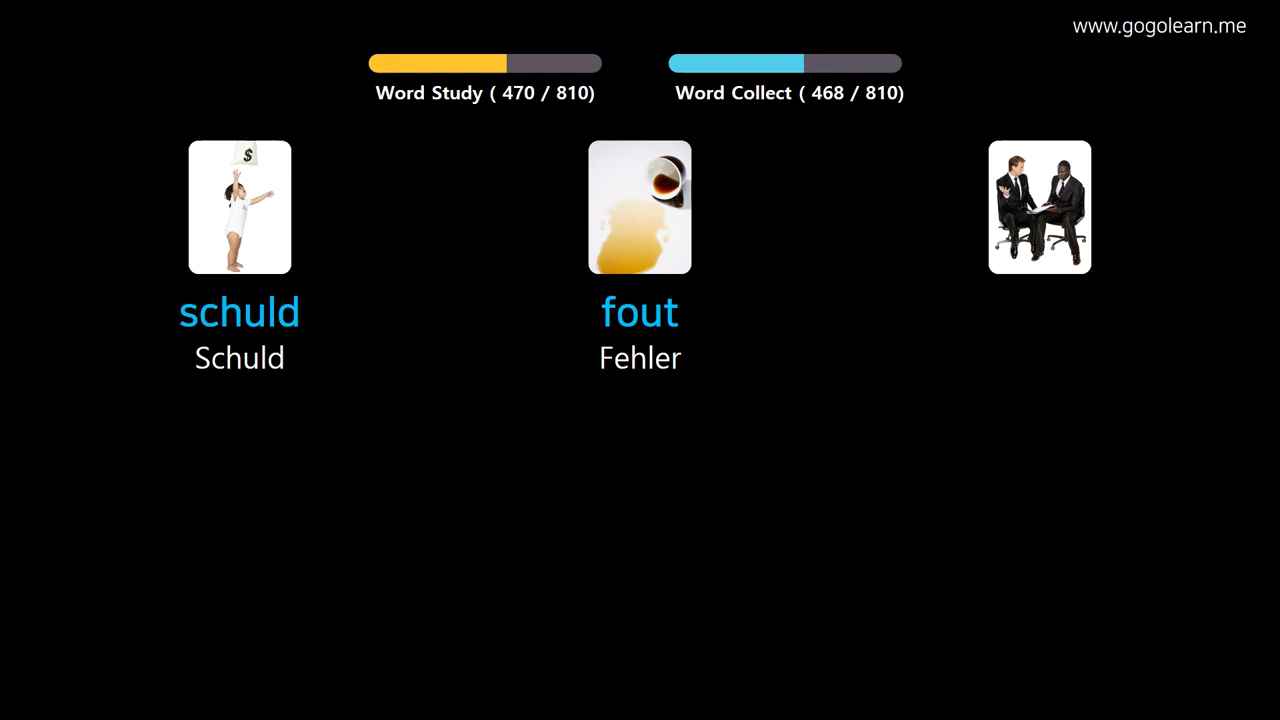 www.gogolearn.me
Word Study ( 470 / 810)
Word Collect ( 468 / 810)
$
schuld
fout
Schuld
Fehler